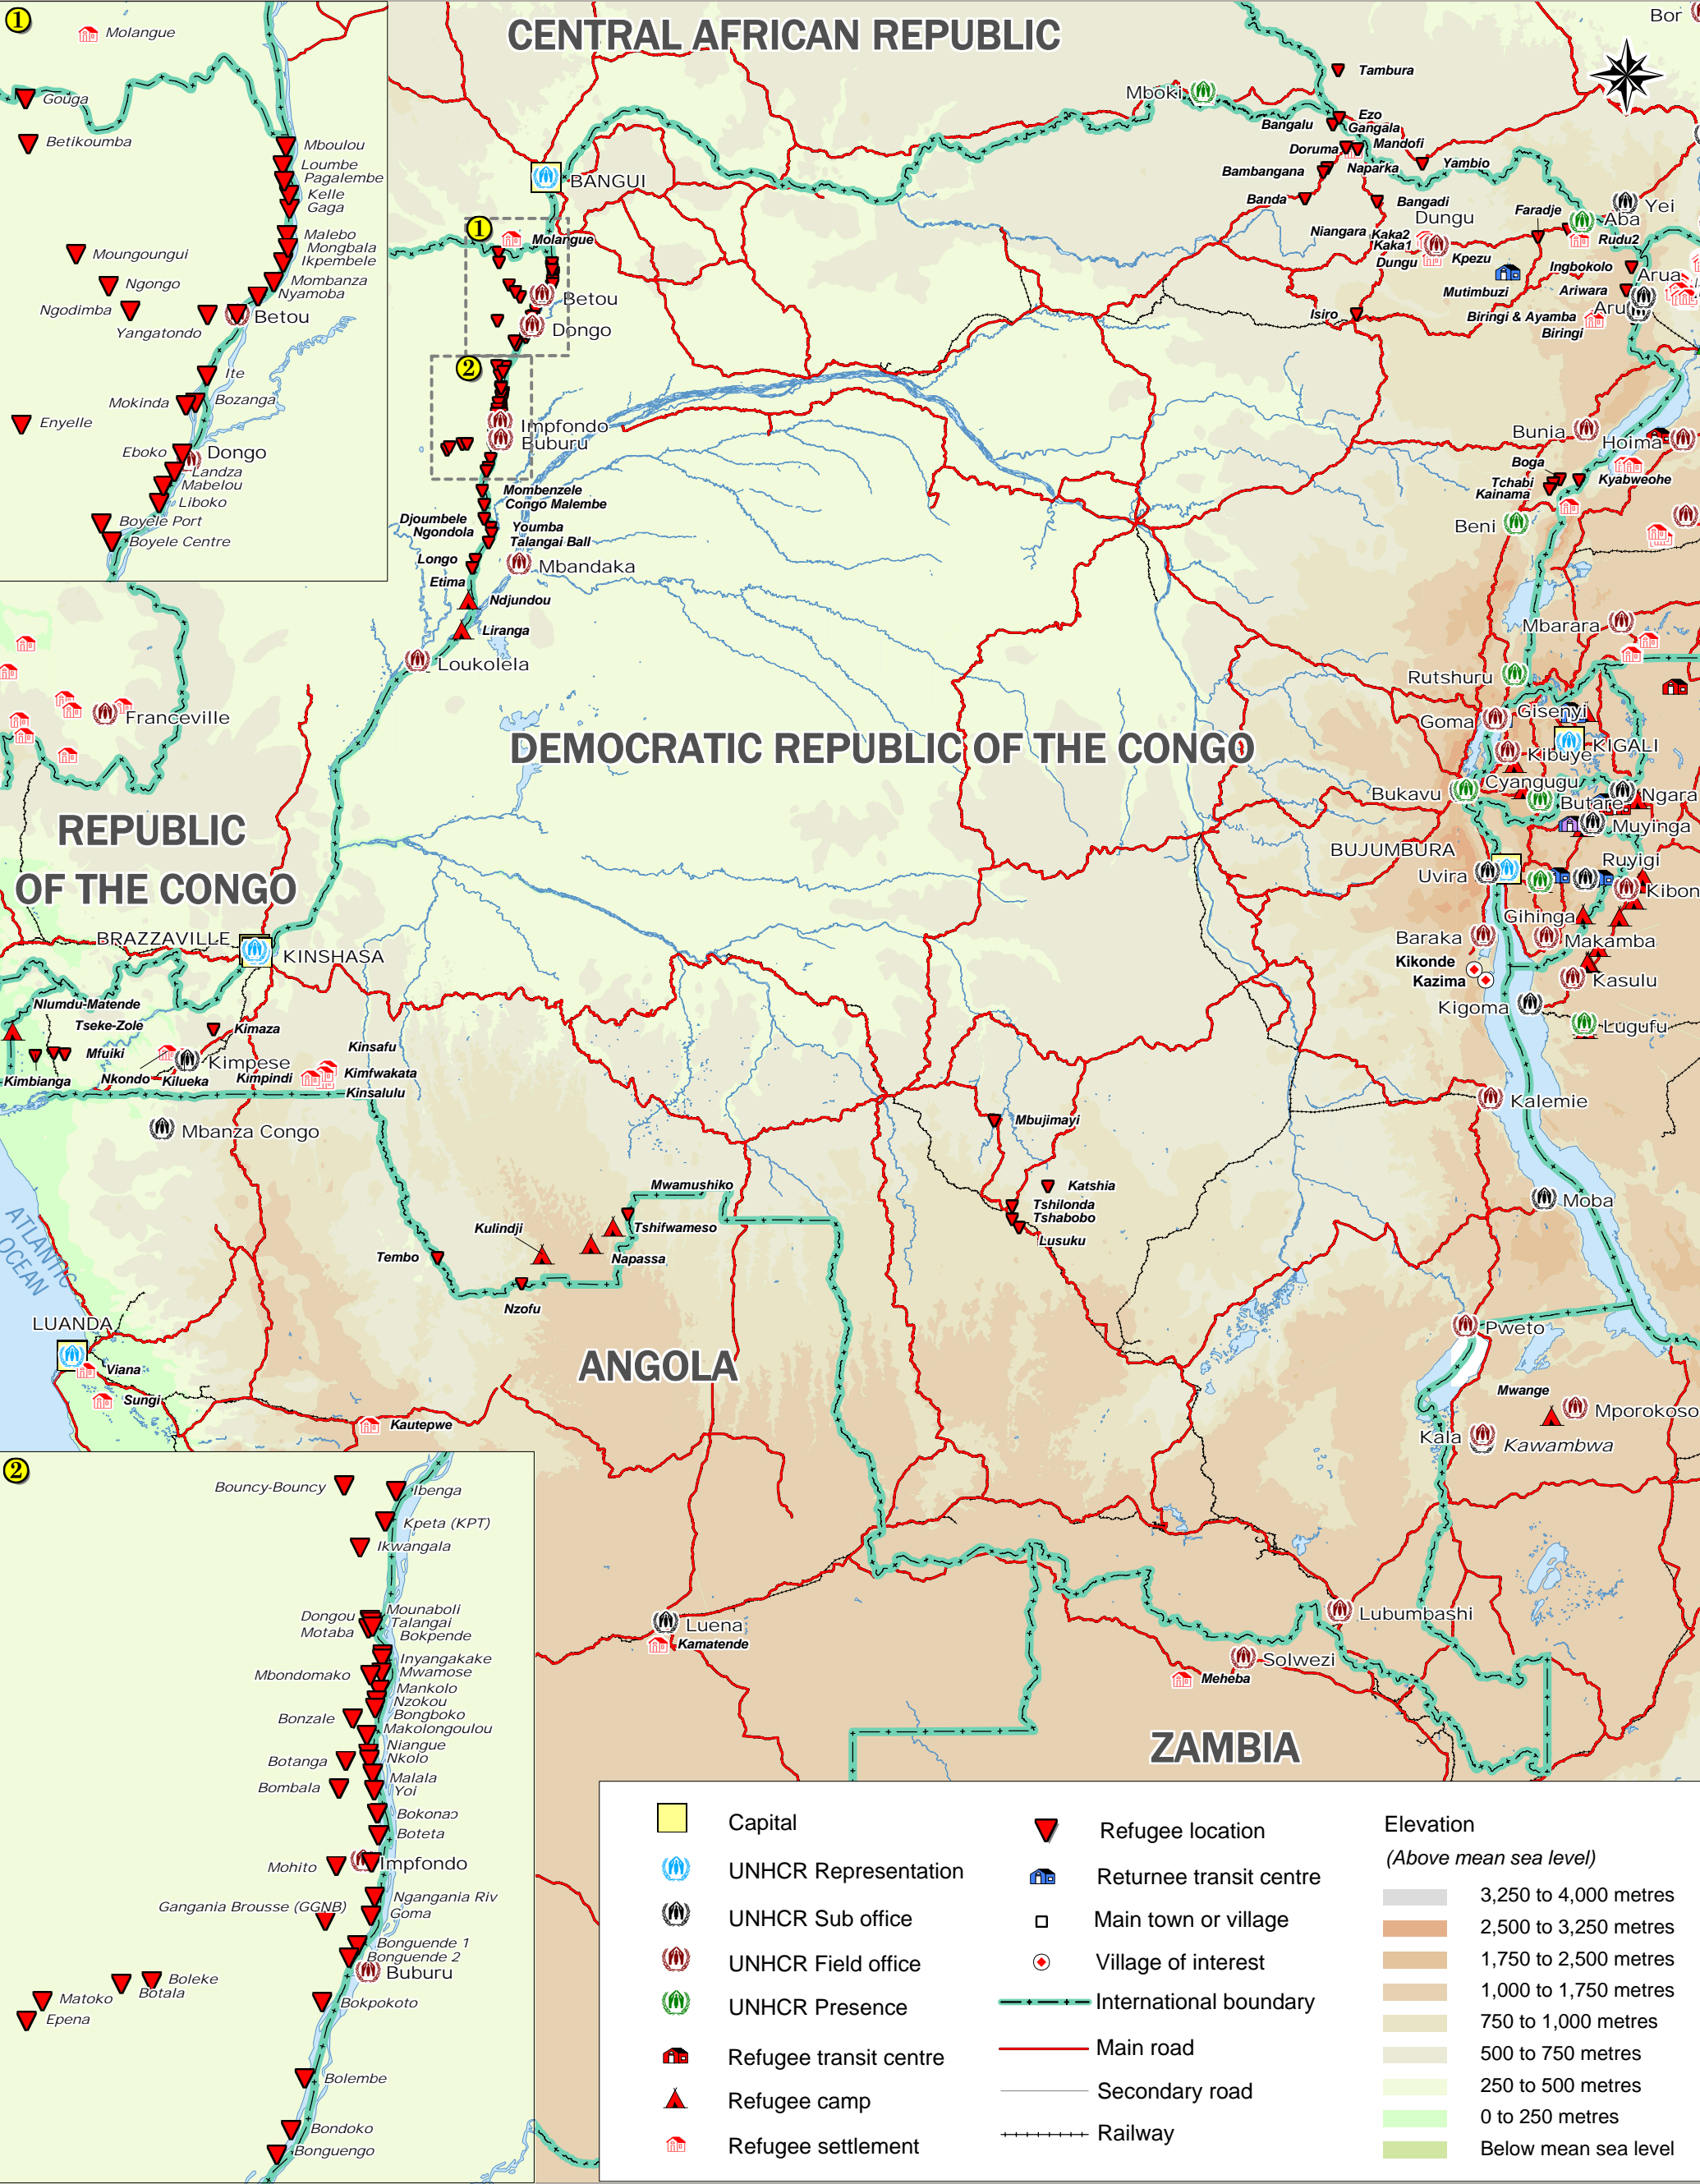 1
Molangue
Gouga
Betikoumba
Mboulou
Loumbe
Pagalembe
Kelle
Gaga
Malebo
Mongbala
Ikpembele
Moungoungui
Mombanza
Ngongo
Nyamoba
Ngodimba
Betou
Yangatondo
Ite
Mokinda
Bozanga
Enyelle
Eboko
Dongo
Landza
Mabelou
Liboko
Boyele Port
Boyele Centre
CENTRAL AFRICAN REPUBLIC
Bor
Tambura
Mboki
Ezo
Bangalu
Gangala
Mandofi
Doruma
Yambio
Naparka
Bambangana
BANGUI
Banda
Bangadi
Yei
Dungu
Faradje
Aba
1
Molangue
Niangara
Kaka2
Kaka1
Rudu2
Dungu
Kpezu
Ingbokolo
Arua
Mutimbuzi
Ariwara
Betou
Aru
Isiro
Biringi & Ayamba
Biringi
Dongo
2
Impfondo
Buburu
Bunia
Hoima
Boga
Tchabi
Kyabweohe
Kainama
Mombenzele
Congo Malembe
Beni
Djoumbele
Youmba
Ngondola
Talangai Ball
Longo
Mbandaka
Etima
Ndjundou
Mbarara
Liranga
Loukolela
Rutshuru
Franceville
Goma
Gisenyi
DEMOCRATIC REPUBLIC OF THE CONGO
KIGALI
Kibuye
Cyangugu
Bukavu
Butare
Ngara
REPUBLIC
OF THE CONGO
Muyinga
BUJUMBURA
Ruyigi
Uvira
Kibon
Gihinga
BRAZZAVILLE
Baraka
Makamba
KINSHASA
Kikonde
Kazima
Kasulu
Nlumdu-Matende
Kigoma
Tseke-Zole
Kimaza
Lugufu
Kinsafu
Mfuiki
Kimpese
Kimbianga
Nkondo
Kilueka
Kimpindi
Kimfwakata
Kinsalulu
Kalemie
Mbanza Congo
Mbujimayi
Mwamushiko
Katshia
Moba
Tshilonda
Tshabobo
Kulindji
Tshifwameso
Lusuku
Tembo
Napassa
ATLANTIC
OCEAN
Nzofu
LUANDA
Pweto
ANGOLA
Viana
Mwange
Sungi
Mporokoso
Kautepwe
Kala
Kawambwa
Lubumbashi
Luena
Kamatende
Solwezi
Meheba
ZAMBIA
2
Bouncy-Bouncy
Ibenga
Kpeta (KPT)
Ikwangala
Mounaboli
Dongou
Talangai
Motaba
Bokpende
Inyangakake
Mbondomako
Mwamose
Mankolo
Nzokou
Bongboko
Bonzale
Makolongoulou
Niangue
Botanga
Nkolo
Malala
Bombala
Yoi
Bokonao
Boteta
Mohito
Impfondo
Ngangania Riv
Gangania Brousse (GGNB)
Goma
Bonguende 1
Bonguende 2
Buburu
Boleke
Botala
Matoko
Bokpokoto
Epena
Bolembe
Bondoko
Bonguengo
Capital
UNHCR Representation
UNHCR Sub office
UNHCR Field office
UNHCR Presence
Refugee transit centre
Refugee camp
Refugee settlement
Refugee location
Returnee transit centre
Main town or village
Village of interest
International boundary
Main road
Secondary road
Railway
Elevation
(Above mean sea level)
3,250 to 4,000 metres
2,500 to 3,250 metres
1,750 to 2,500 metres
1,000 to 1,750 metres
750 to 1,000 metres
500 to 750 metres
250 to 500 metres
0 to 250 metres
Below mean sea level